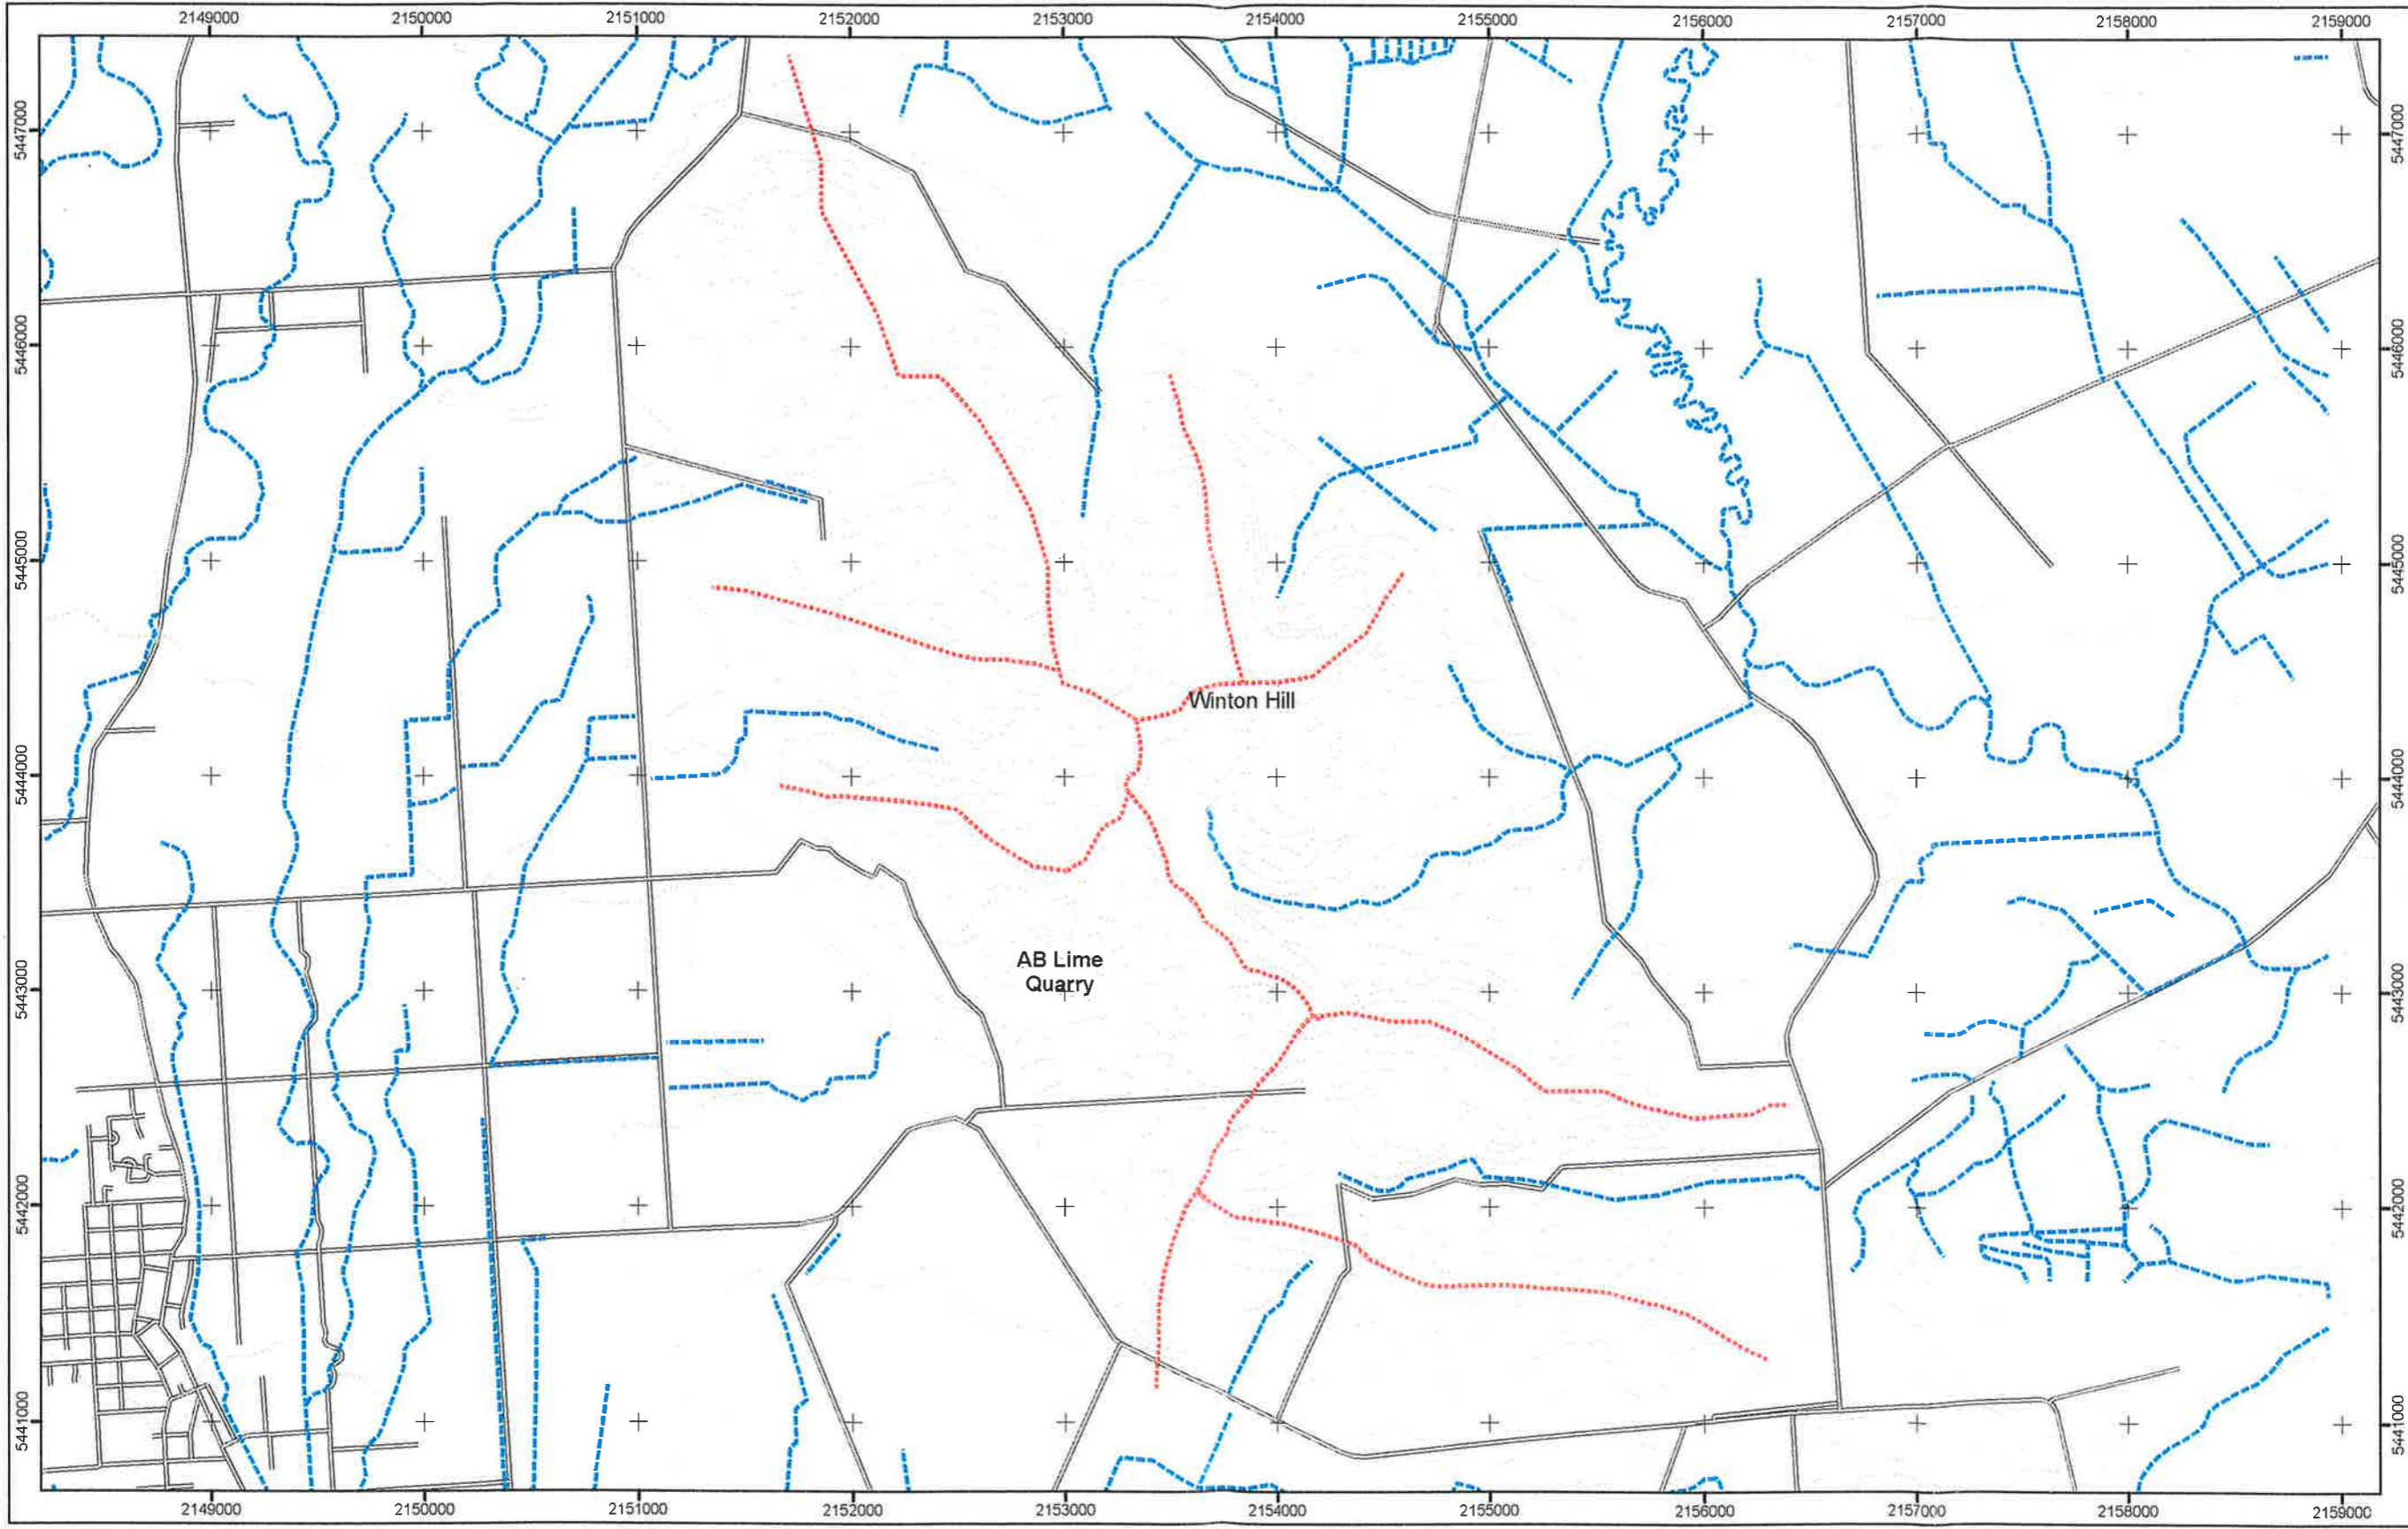 2149000 2150000 2151000 2152000 2153000 2154000 2155000 2156000 2157000 2158000 2159000
5447000 5447000
5446000 5446000
5445000 5445000
Winton Hill
5444000 5444000
AB Lime
Quarry
5443000 5443000
5442000 5442000
5441000 5441000
2149000 2150000 2151000 2152000 2153000 2154000 2155000 2156000 2157000 2158000 2159000